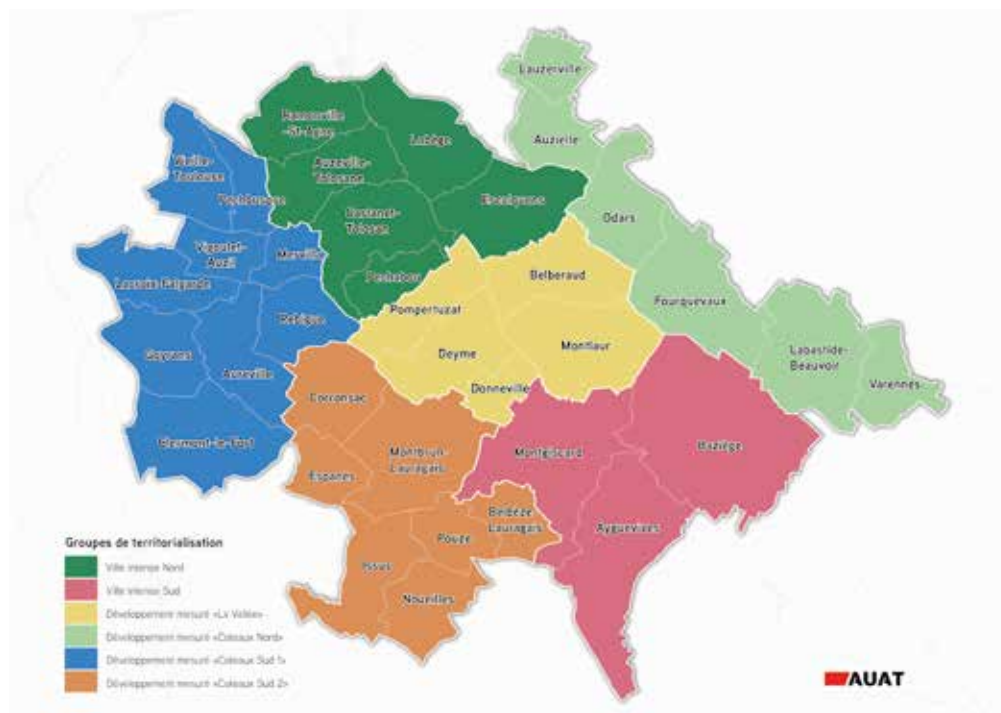 Lauzerville
Auzielle
Ramonville
-St-Agne
Labège
Auzeville-
Tolosane
Vieille-
Toulouse
Pechbusque
Castanet-
Tolosan
Escalquens
Odars
Vigoulet-
Auzil
Mervilla
Pechabou
Belberaud
Lacroix-Falgarde
Fourquevaux
Pompertuzat
Rebigue
Goyrans
Deyme
Montlaur
Labastide-
Beauvoir
Aureville
Donneville
Varennes
Corronsac
Clermont-le-Fort
Montbrun-
Lauragais
Montgiscard
Baziège
Espanès
Belbèze-
Lauragais
Ayguevives
Pouze
Issus
Noueilles
Groupes de territorialisation
Ville intense Nord
Ville intense Sud
Développement mesuré «La Vallée»
Développement mesuré «Coteaux Nord»
Développement mesuré «Coteaux Sud 1»
Développement mesuré «Coteaux Sud 2»
AUAT